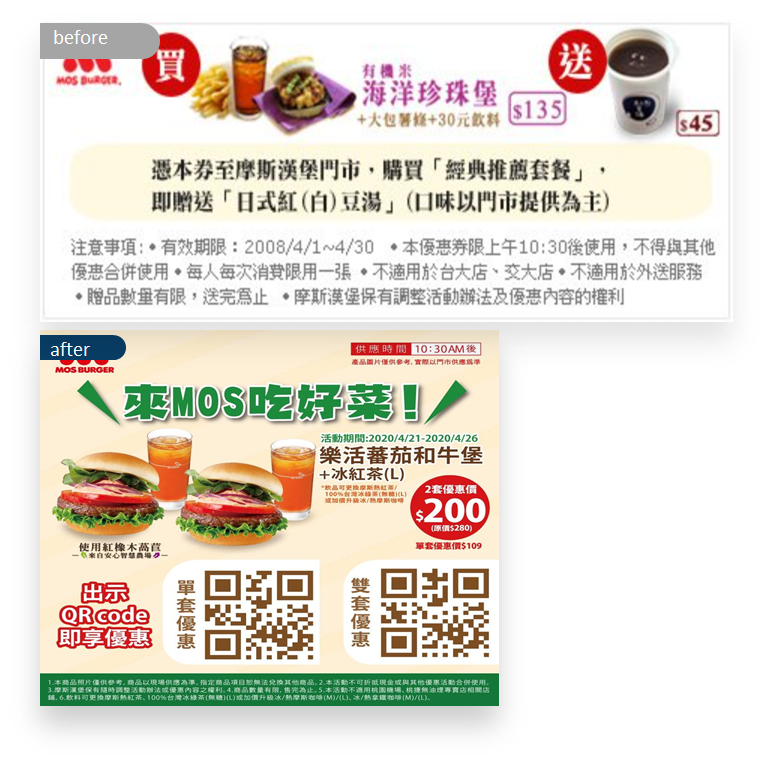 before
MOS BURGER
買
有機米
海洋珍珠堡
+大包薯條+30元飲料
$135
送
$45
憑本券至摩斯漢堡門市，購買「經典推薦套餐」，
即贈送「日式紅(白)豆湯」(口味以門市提供為主)
注意事項:•有效期限：2008/4/1~4/30 •本優惠券限上午10:30後使用，不得與其他
優惠合併使用•每人每次消費限用一張 •不適用於台大店、交大店•不適用於外送服務
•贈品數量有限，送完為止 •摩斯漢堡保有調整活動辦法及優惠內容的權利
after
MOS BURGER
供應時間 10:30AM後
產品圖片僅供參考，實際以門市供應為準
來MOS吃好菜！
活動期間:2020/4/21-2020/4/26
樂活蕃茄和牛堡
+冰紅茶(L)
*飲品可更換摩斯熱紅茶/
100%台灣冰綠茶(無糖)(L)
或加價升級冰/熱摩斯咖啡
2套優惠價
$200
(原價$280)
單套優惠價$109
使用紅橡木萵苣
來自安心智慧農場
出示
QR code
即享優惠
單套優惠
雙套優惠
1.本商品照片僅供參考，商品以現場供應為準，指定商品項目恕無法兌換其他商品。2.本活動不可折抵現金或與其他優惠活動合併使用。
3.摩斯漢堡保有隨時調整活動辦法或優惠內容之權利。4.商品數量有限，售完為止。5.本活動不適用桃園機場、桃捷無油煙專賣店相關店
舖。6.飲料可更換摩斯熱紅茶、100%台灣冰綠茶(無糖)(L)或加價升級冰/熱摩斯咖啡(M)/(L)、冰/熱拿鐵咖啡(M)/(L)。